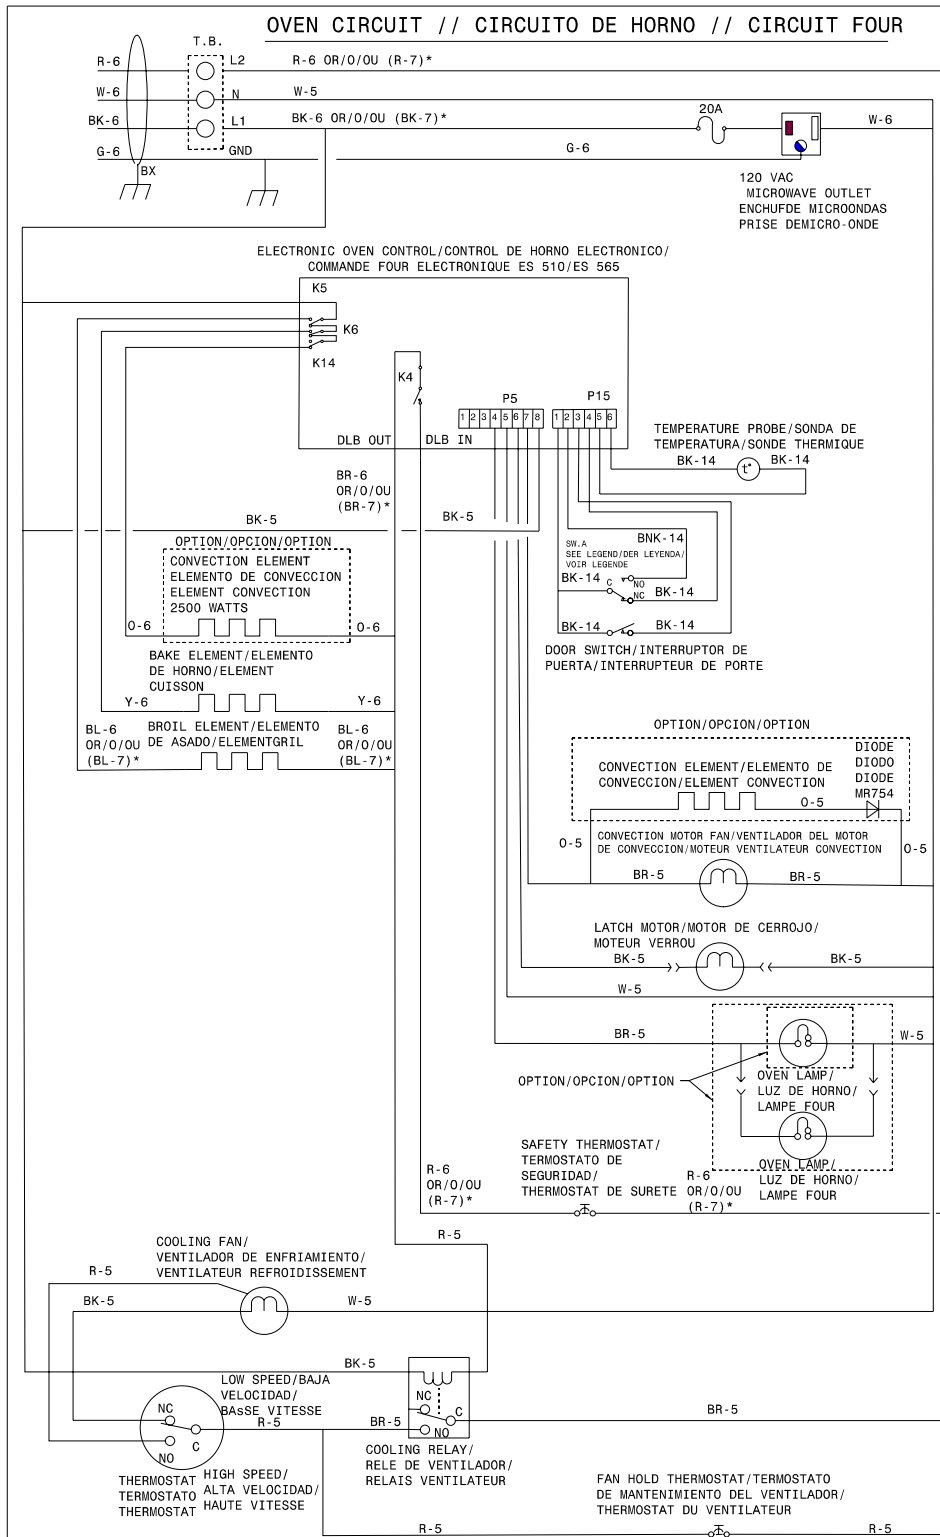 OVEN CIRCUIT // CIRCUITO DE HORNO // CIRCUIT FOUR
T.B.
R-6
L2
R-6 OR/O/OU (R-7)*
W-6
N
W-5
BK-6
L1
BK-6 OR/O/OU (BK-7)*
20A
W-6
G-6
GND
G-6
BX
120 VAC
MICROWAVE OUTLET
ENCHUFDE MICROONDAS
PRISE DEMICRO-ONDE
ELECTRONIC OVEN CONTROL/CONTROL DE HORNO ELECTRONICO/
COMMANDE FOUR ELECTRONIQUE ES 510/ES 565
K5
K6
K14
K4
P5
P15
1 2 3 4 5 6 7 8
1 2 3 4 5 6
DLB OUT
DLB IN
TEMPERATURE PROBE/SONDA DE
TEMPERATURA/SONDE THERMIQUE
BK-14
t°
BK-14
BR-6
OR/O/OU
(BR-7)*
BK-5
BK-5
OPTION/OPCION/OPTION
CONVECTION ELEMENT
ELEMENTO DE CONVECCION
ELEMENT CONVECTION
2500 WATTS
O-6
O-6
BNK-14
SW.A
SEE LEGEND/DER LEYENDA/
VOIR LEGENDE
BK-14
C
NO
NC
BK-14
BK-14
BK-14
DOOR SWITCH/INTERRUPTOR DE
PUERTA/INTERRUPTEUR DE PORTE
BAKE ELEMENT/ELEMENTO
DE HORNO/ELEMENT
CUISSON
Y-6
Y-6
BL-6
OR/O/OU
(BL-7)*
BROIL ELEMENT/ELEMENTO
DE ASADO/ELEMENTGRIL
BL-6
OR/O/OU
(BL-7)*
OPTION/OPCION/OPTION
DIODE
DIODO
DIODE
MR754
CONVECTION ELEMENT/ELEMENTO DE
CONVECCION/ELEMENT CONVECTION
O-5
CONVECTION MOTOR FAN/VENTILADOR DEL MOTOR
DE CONVECCION/MOTEUR VENTILATEUR CONVECTION
O-5
O-5
BR-5
BR-5
LATCH MOTOR/MOTOR DE CERROJO/
MOTEUR VERROU
BK-5
BK-5
W-5
BR-5
W-5
OPTION/OPCION/OPTION
OVEN LAMP/
LUZ DE HORNO/
LAMPE FOUR
OVEN LAMP/
LUZ DE HORNO/
LAMPE FOUR
SAFETY THERMOSTAT/
TERMOSTATO DE
SEGURIDAD/
THERMOSTAT DE SURETE
R-6
OR/O/OU
(R-7)*
R-6
OR/O/OU
(R-7)*
R-5
COOLING FAN/
VENTILADOR DE ENFRIAMIENTO/
VENTILATEUR REFROIDISSEMENT
R-5
BK-5
W-5
BK-5
LOW SPEED/BAJA
VELOCIDAD/
BAsSE VITESSE
NC
C
NO
R-5
BR-5
NC
C
NO
BR-5
COOLING RELAY/
RELE DE VENTILADOR/
RELAIS VENTILATEUR
THERMOSTAT
TERMOSTATO
THERMOSTAT
HIGH SPEED/
ALTA VELOCIDAD/
HAUTE VITESSE
FAN HOLD THERMOSTAT/TERMOSTATO
DE MANTENIMIENTO DEL VENTILADOR/
THERMOSTAT DU VENTILATEUR
R-5
R-5